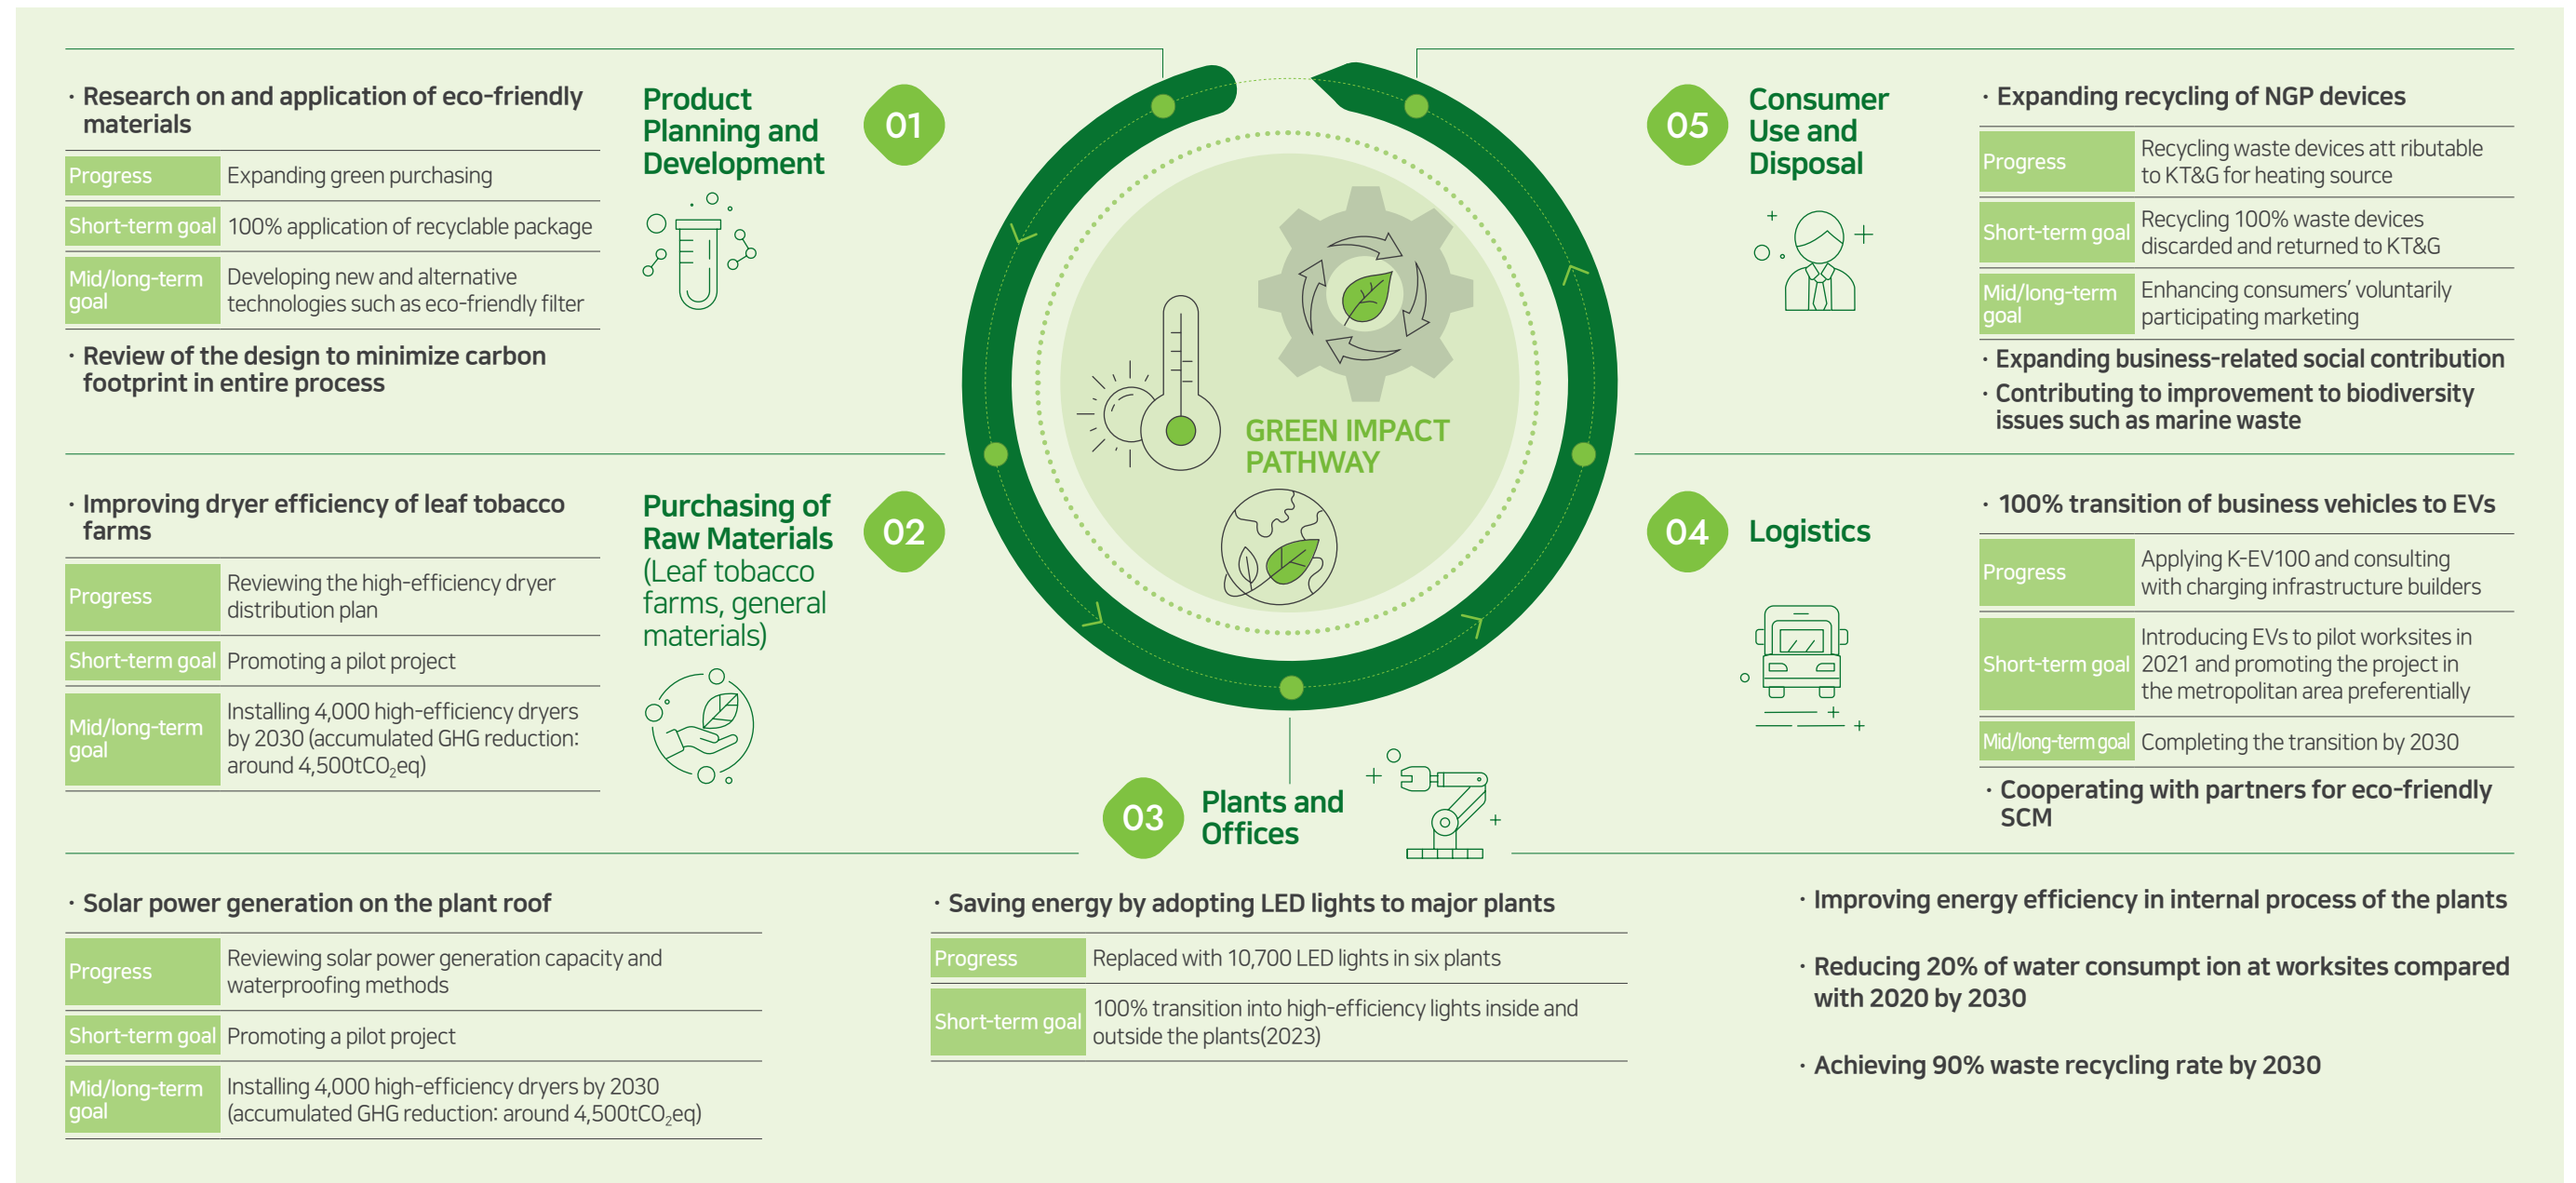 · Research on and application of eco-friendly
materials
Progress
Expanding green purchasing
Short-term goal
100% application of recyclable package
Mid/long-term
goal
Developing new and alternative
technologies such as eco-friendly filter
· Review of the design to minimize carbon
footprint in entire process
Product
Planning and
Development
01
· Improving dryer efficiency of leaf tobacco
farms
Progress
Reviewing the high-efficiency dryer
distribution plan
Short-term goal
Promoting a pilot project
Mid/long-term
goal
Installing 4,000 high-efficiency dryers
by 2030 (accumulated GHG reduction:
around 4,500tCO₂eq)
Purchasing of
Raw Materials
(Leaf tobacco
farms, general
materials)
02
GREEN IMPACT
PATHWAY
03
Plants and
Offices
· Solar power generation on the plant roof
Progress
Reviewing solar power generation capacity and
waterproofing methods
Short-term goal
Promoting a pilot project
Mid/long-term
goal
Installing 4,000 high-efficiency dryers by 2030
(accumulated GHG reduction: around 4,500tCO₂eq)
· Saving energy by adopting LED lights to major plants
Progress
Replaced with 10,700 LED lights in six plants
Short-term goal
100% transition into high-efficiency lights inside and
outside the plants(2023)
· Improving energy efficiency in internal process of the plants
· Reducing 20% of water consumpt ion at worksites compared
with 2020 by 2030
· Achieving 90% waste recycling rate by 2030
04
Logistics
· 100% transition of business vehicles to EVs
Progress
Applying K-EV100 and consulting
with charging infrastructure builders
Short-term goal
Introducing EVs to pilot worksites in
2021 and promoting the project in
the metropolitan area preferentially
Mid/long-term goal
Completing the transition by 2030
· Cooperating with partners for eco-friendly
SCM
05
Consumer
Use and
Disposal
· Expanding recycling of NGP devices
Progress
Recycling waste devices att ributable
to KT&G for heating source
Short-term goal
Recycling 100% waste devices
discarded and returned to KT&G
Mid/long-term
goal
Enhancing consumers’ voluntarily
participating marketing
· Expanding business-related social contribution
· Contributing to improvement to biodiversity
issues such as marine waste